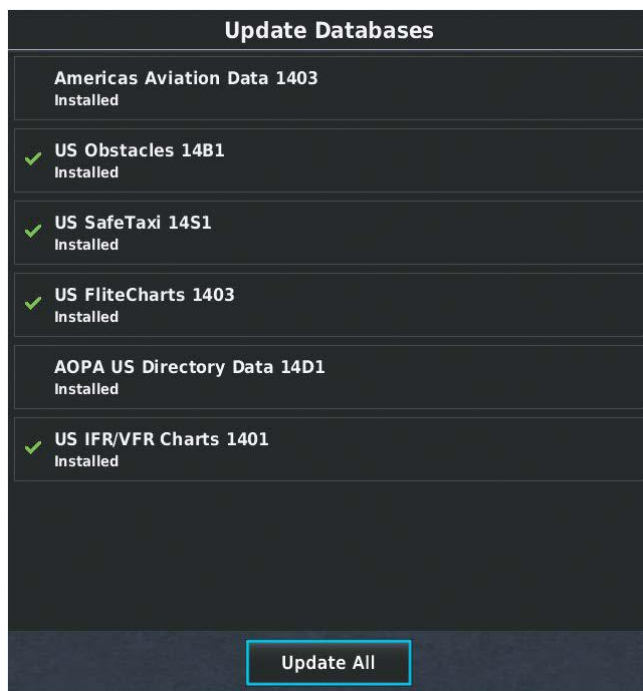 Update Databases
Americas Aviation Data 1403
Installed
US Obstacles 14B1
Installed
US SafeTaxi 14S1
Installed
US FliteCharts 1403
Installed
AOPA US Directory Data 14D1
Installed
US IFR/VFR Charts 1401
Installed
Update All